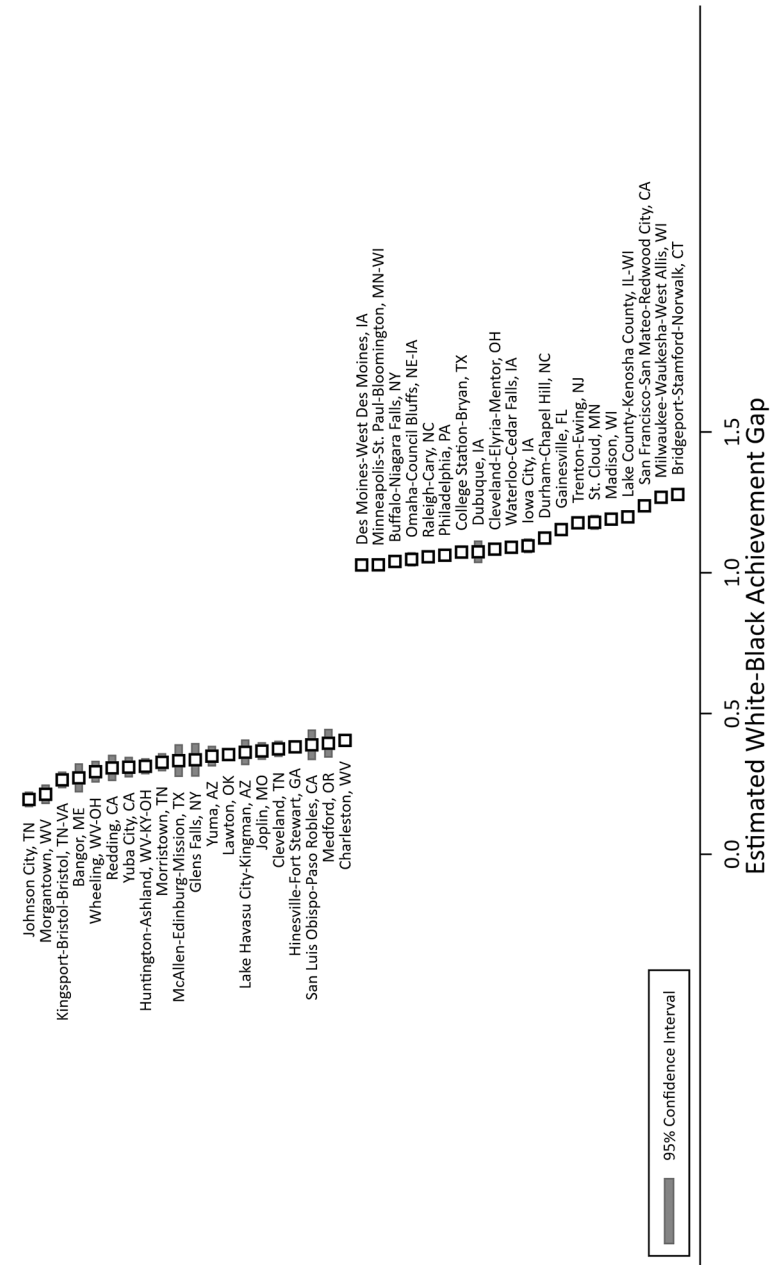 Johnson City, TN
Morgantown, WV
Kingsport-Bristol-Bristol, TN-VA
Bangor, ME
Wheeling, WV-OH
Redding, CA
Yuba City, CA
Huntington-Ashland, WV-KY-OH
Morristown, TN
McAllen-Edinburg-Mission, TX
Glens Falls, NY
Yuma, AZ
Lawton, OK
Lake Havasu City-Kingman, AZ
Joplin, MO
Cleveland, TN
Hinesville-Fort Stewart, GA
San Luis Obispo-Paso Robles, CA
Medford, OR
Charleston, WV
Des Moines-West Des Moines, IA
Minneapolis-St. Paul-Bloomington, MN-WI
Buffalo-Niagara Falls, NY
Omaha-Council Bluffs, NE-IA
Raleigh-Cary, NC
Philadelphia, PA
College Station-Bryan, TX
Dubuque, IA
Cleveland-Elyria-Mentor, OH
Waterloo-Cedar Falls, IA
Iowa City, IA
Durham-Chapel Hill, NC
Gainesville, FL
Trenton-Ewing, NJ
St. Cloud, MN
Madison, WI
Lake County-Kenosha County, IL-WI
San Francisco-San Mateo-Redwood City, CA
Milwaukee-Waukesha-West Allis, WI
Bridgeport-Stamford-Norwalk, CT
95% Confidence Interval
0.0 0.5 1.0 1.5
Estimated White-Black Achievement Gap